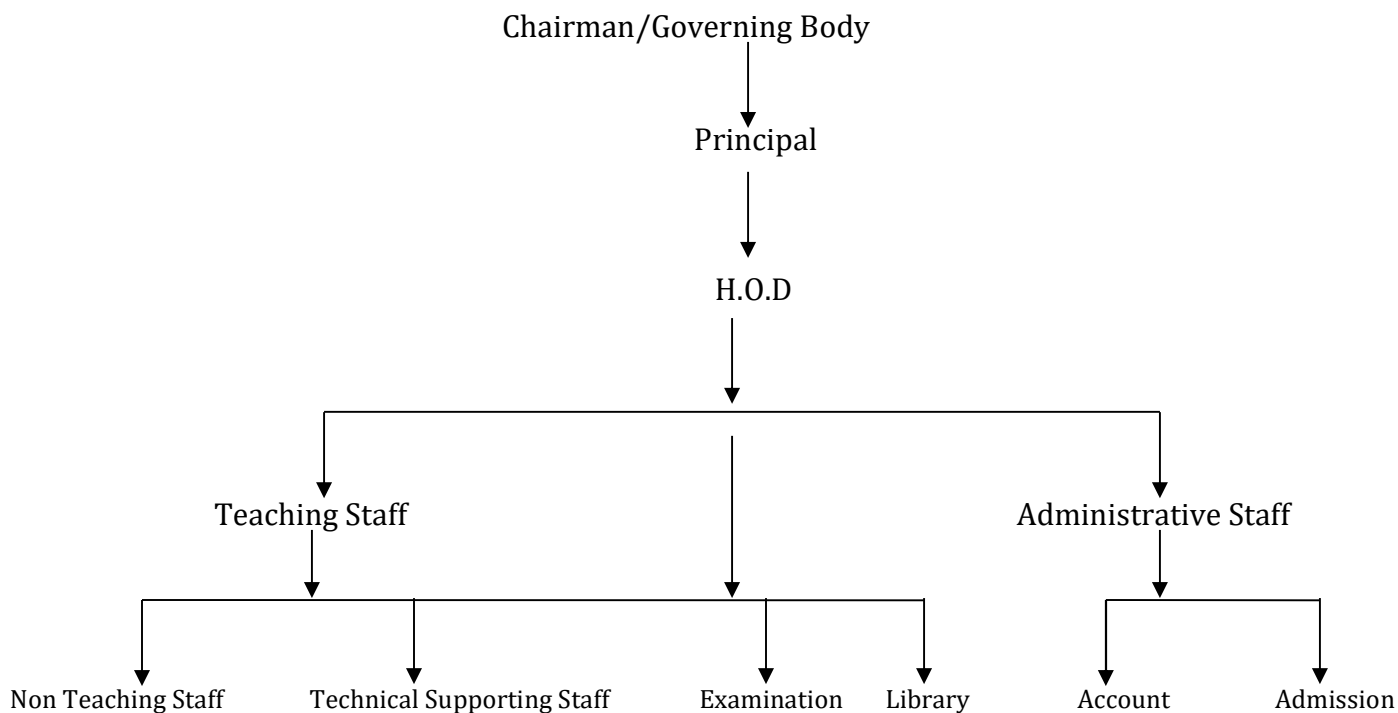 Chairman/Governing Body
Principal
H.O.D
Teaching Staff
Administrative Staff
Non Teaching Staff
Technical Supporting Staff
Examination
Library
Account
Admission